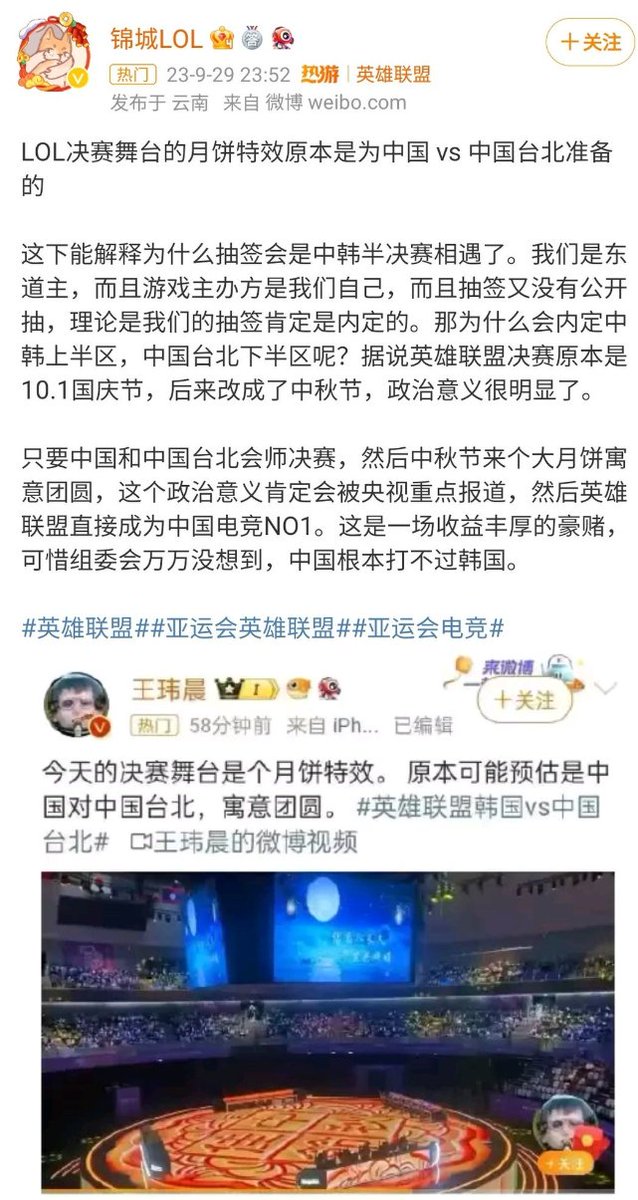 锦城LOL
+关注
热门 23-9-29 23:52 热游 | 英雄联盟
发布于 云南 来自 微博 weibo.com
LOL决赛舞台的月饼特效原本是为中国 vs 中国台北准备
的
这下能解释为什么抽签会是中韩半决赛相遇了。我们是东
道主，而且游戏主办方是我们自己，而且抽签又没有公开
抽，理论是我们的抽签肯定是内定的。那为什么会内定中
韩上半区，中国台北下半区呢？据说英雄联盟决赛原本是
10.1国庆节，后来改成了中秋节，政治意义很明显了。
只要中国和中国台北会师决赛，然后中秋节来个大月饼寓
意团圆，这个政治意义肯定会被央视重点报道，然后英雄
联盟直接成为中国电竞NO1。这是一场收益丰厚的豪赌，
可惜组委会万万没想到，中国根本打不过韩国。
#英雄联盟##亚运会英雄联盟##亚运会电竞#
来微博
王玮晨 I
+关注
热门 58分钟前 来自 iPh... 已编辑
今天的决赛舞台是个月饼特效。 原本可能预估是中
国对中国台北，寓意团圆。 #英雄联盟韩国vs中国
台北# 王玮晨的微博视频
+关注